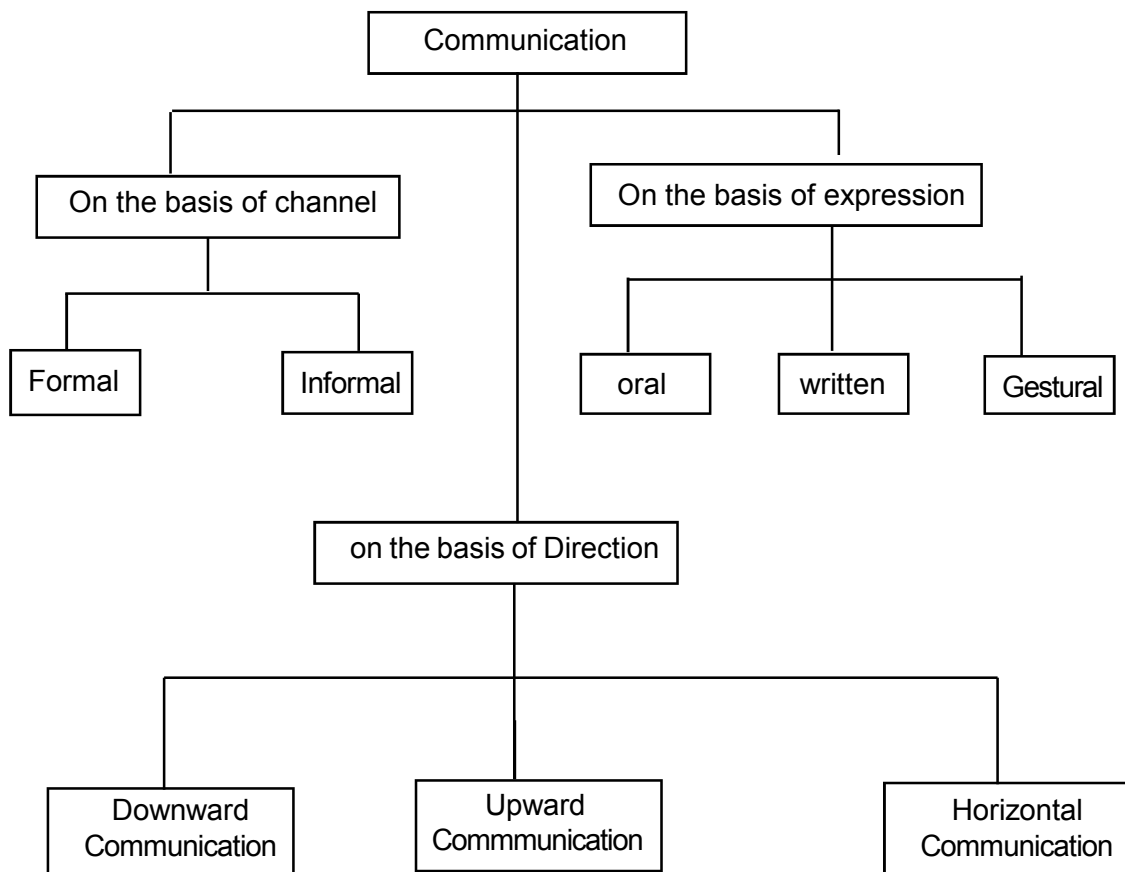 Communication
On the basis of channel
On the basis of expression
Formal
Informal
oral
written
Gestural
on the basis of Direction
Downward
Communication
Upward
Commmunication
Horizontal
Communication